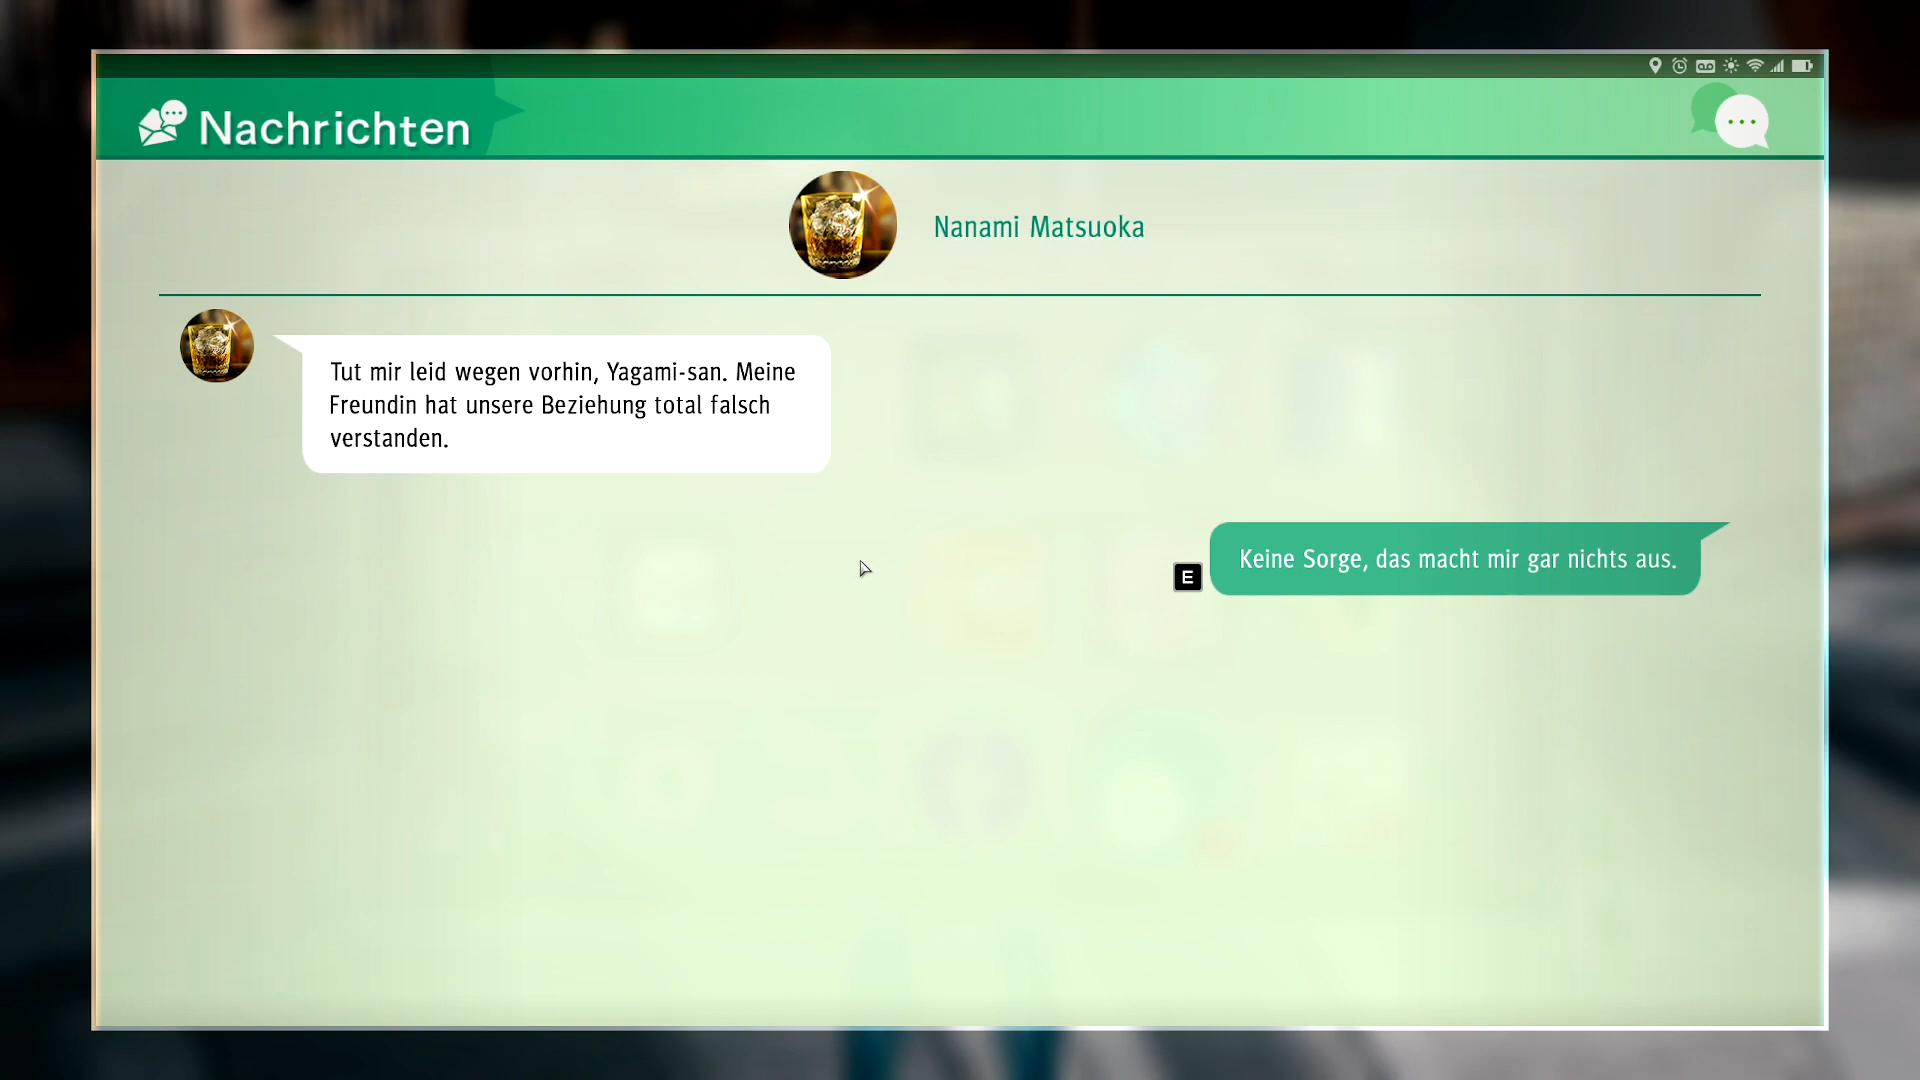 Nachrichten
Nanami Matsuoka
Tut mir leid wegen vorhin, Yagami-san. Meine
Freundin hat unsere Beziehung total falsch
verstanden.
Keine Sorge, das macht mir gar nichts aus.
E